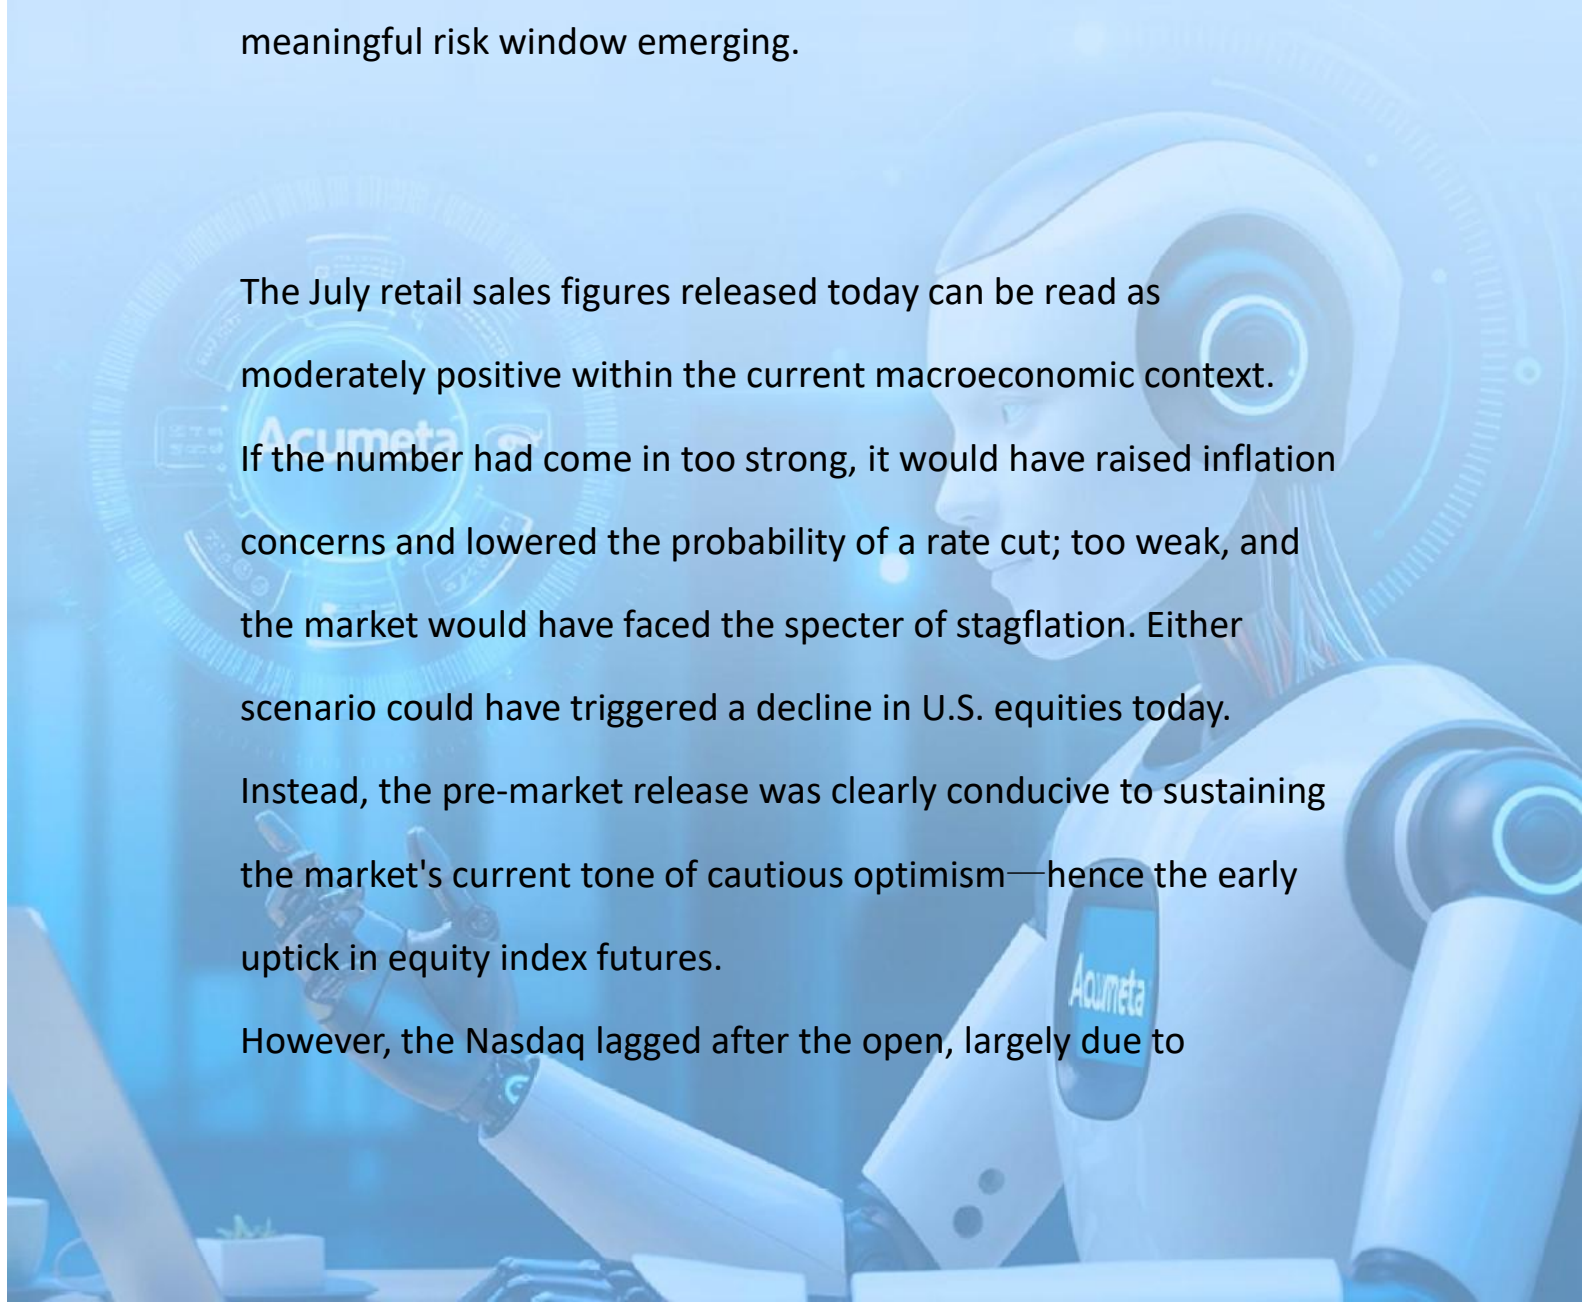 meaningful risk window emerging.
The July retail sales figures released today can be read as
moderately positive within the current macroeconomic context.
Acumeta
If the number had come in too strong, it would have raised inflation
concerns and lowered the probability of a rate cut; too weak, and
the market would have faced the specter of stagflation. Either
scenario could have triggered a decline in U.S. equities today.
Instead, the pre-market release was clearly conducive to sustaining
the market's current tone of cautious optimism—hence the early
uptick in equity index futures.
Acumeta
However, the Nasdaq lagged after the open, largely due to